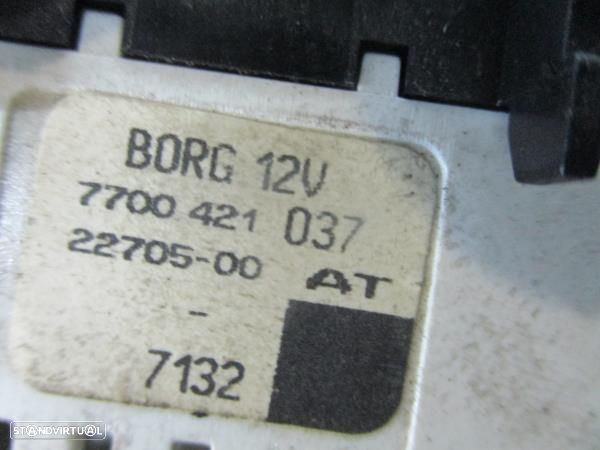 BORG 12V
7700 421 037
22705-00 AT
-
7132
STANDVIRTUAL